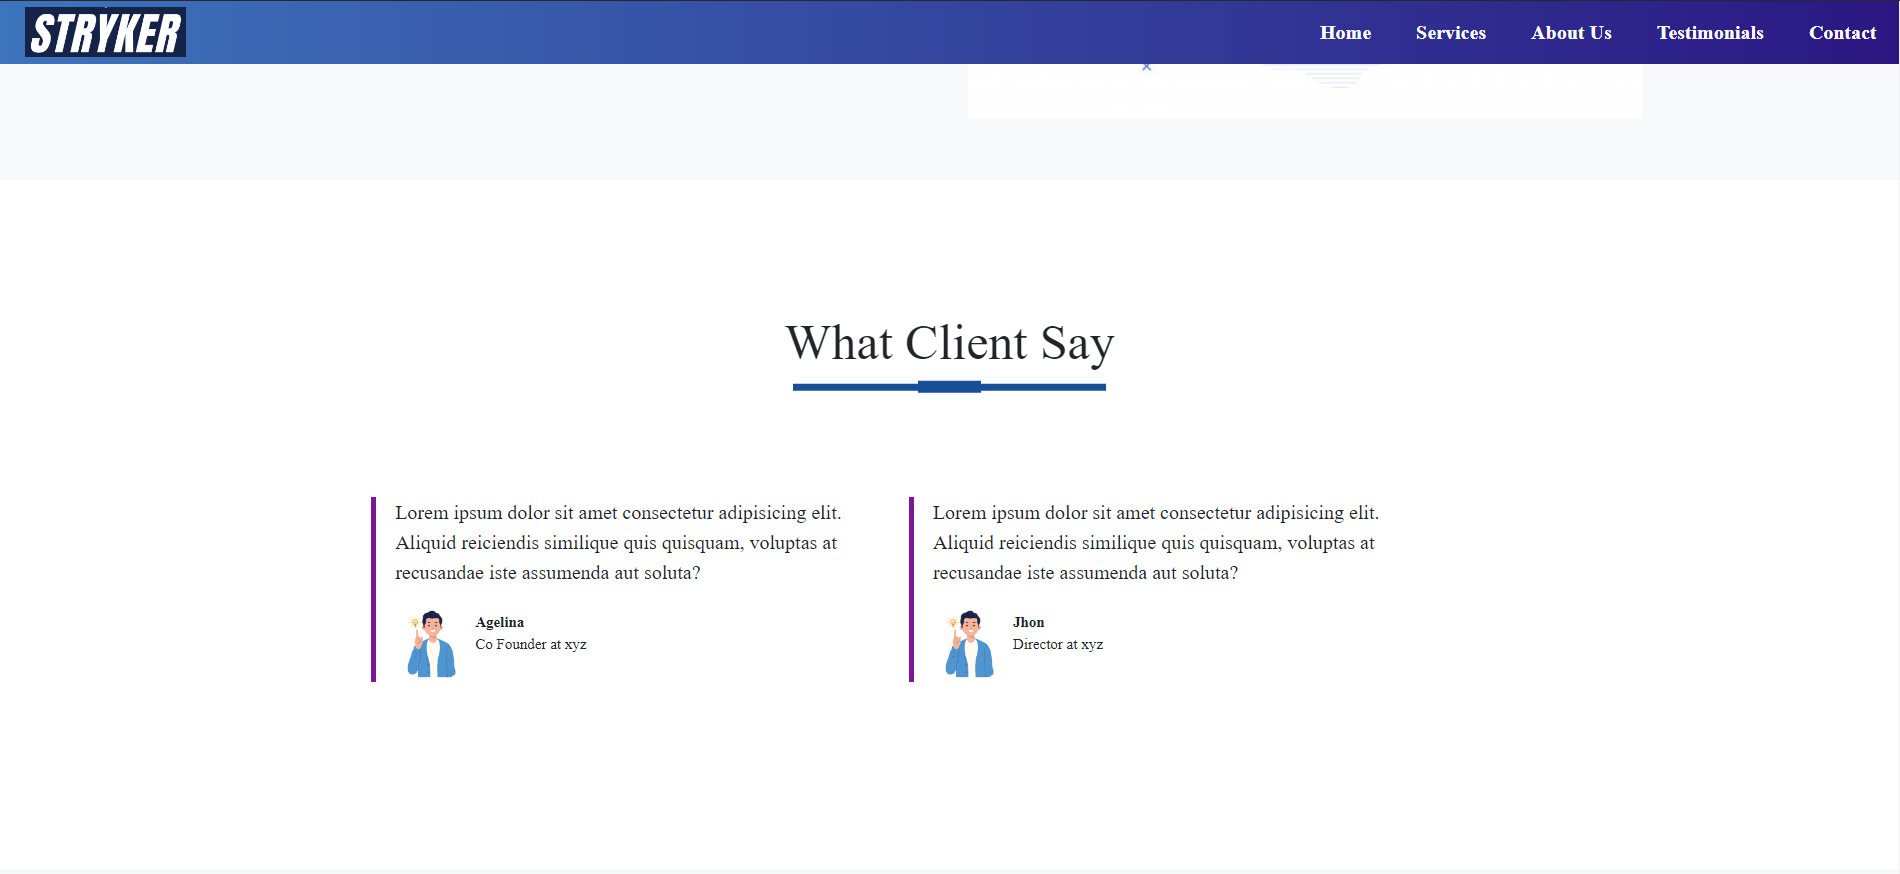 STRYKER
Home Services About Us Testimonials Contact
What Client Say
Lorem ipsum dolor sit amet consectetur adipisicing elit.
Aliquid reiciendis similique quis quisquam, voluptas at
recusandae iste assumenda aut soluta?
Agelina
Co Founder at xyz
Lorem ipsum dolor sit amet consectetur adipisicing elit.
Aliquid reiciendis similique quis quisquam, voluptas at
recusandae iste assumenda aut soluta?
Jhon
Director at xyz